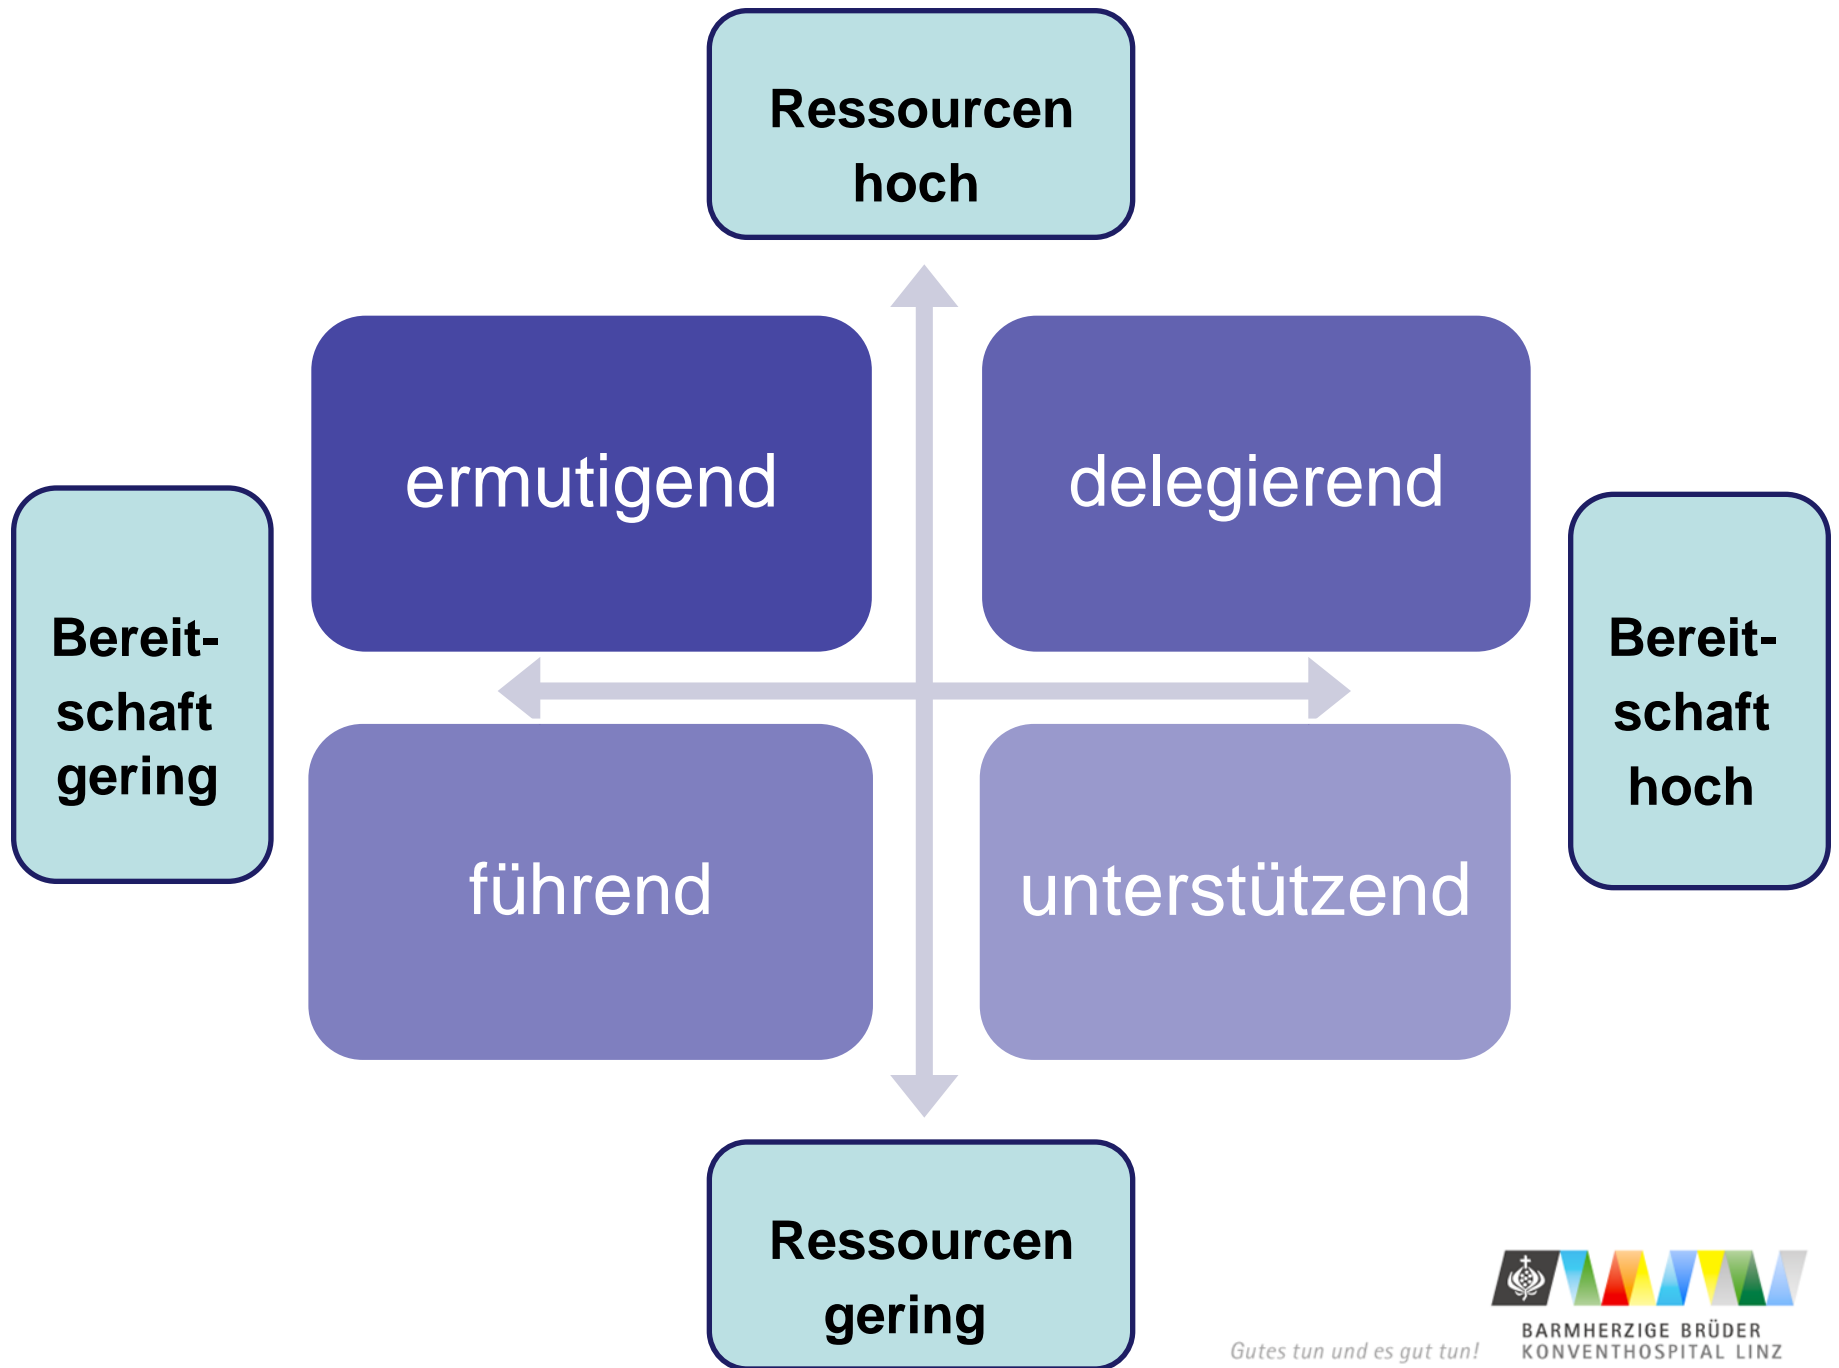 Ressourcen
hoch
ermutigend
delegierend
Bereit-
schaft
gering
Bereit-
schaft
hoch
führend
unterstützend
Ressourcen
gering
Gutes tun und es gut tun!
BARMHERZIGE BRÜDER
KONVENTHOSPITAL LINZ